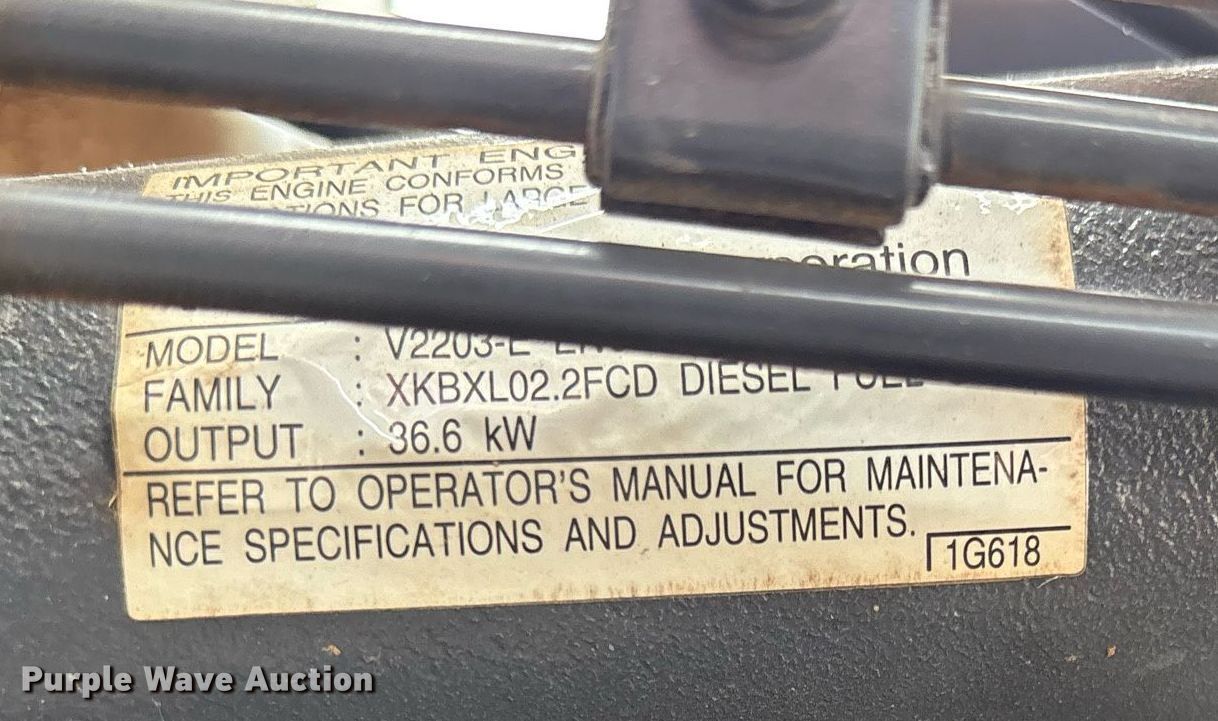 IMPORTANT ENG
THIS ENGINE CONFORMS
TIONS FOR LARGE
oration
MODEL : V2203-E
FAMILY : XKBXL02.2FCD DIESEL FUEL
OUTPUT : 36.6 kW
REFER TO OPERATOR'S MANUAL FOR MAINTENA-
NCE SPECIFICATIONS AND ADJUSTMENTS.
1G618
Purple Wave Auction